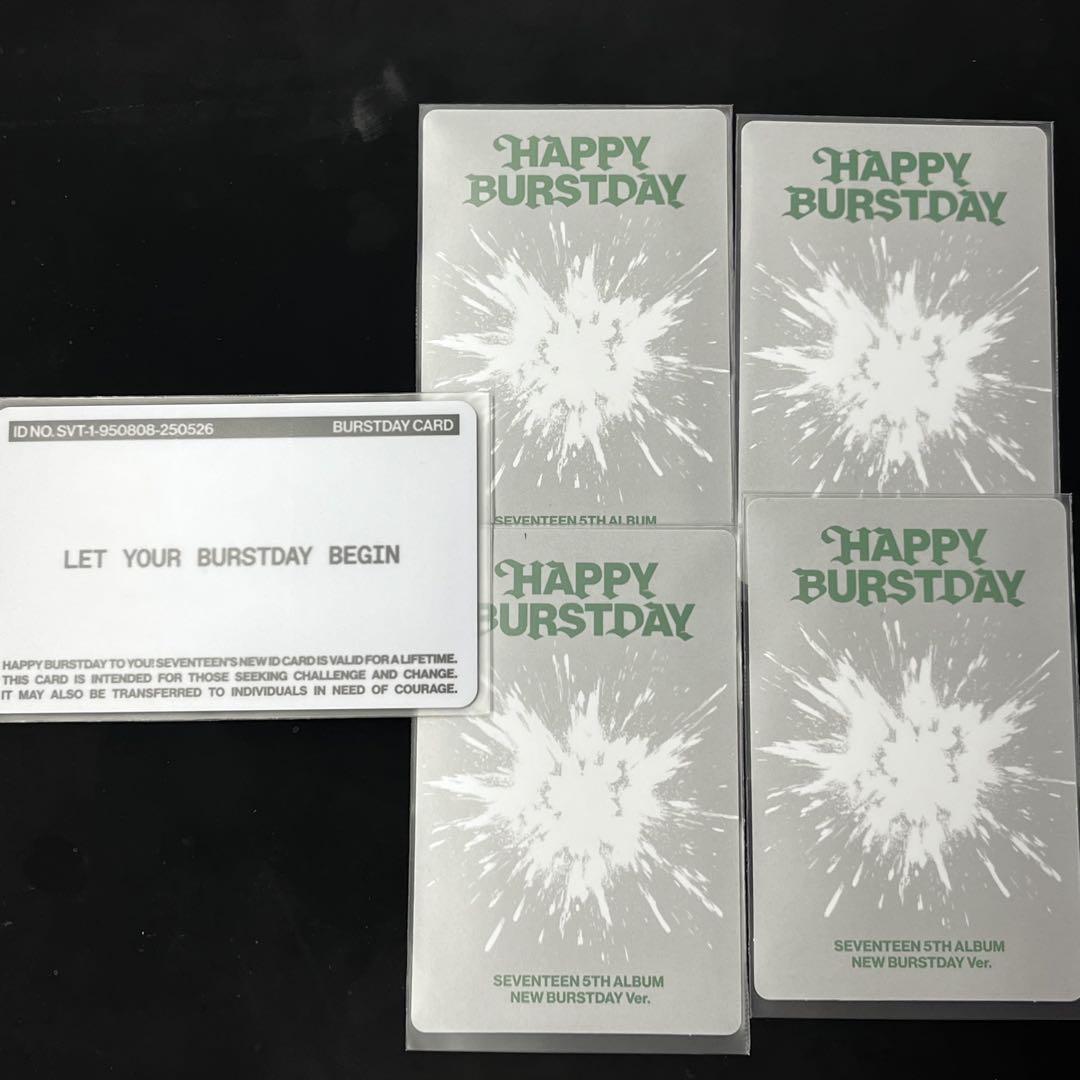 HAPPY
BURSTDAY
SEVENTEEN 5TH ALBUM
HAPPY
BURSTDAY
ID NO. SVT-1-950808-250526
BURSTDAY CARD
LET YOUR BURSTDAY BEGIN
HAPPY BURSTDAY TO YOU! SEVENTEEN'S NEW ID CARD IS VALID FOR A LIFETIME.
THIS CARD IS INTENDED FOR THOSE SEEKING CHALLENGE AND CHANGE.
IT MAY ALSO BE TRANSFERRED TO INDIVIDUALS IN NEED OF COURAGE.
HAPPY
BURSTDAY
SEVENTEEN 5TH ALBUM
NEW BURSTDAY Ver.
HAPPY
BURSTDAY
SEVENTEEN 5TH ALBUM
NEW BURSTDAY Ver.